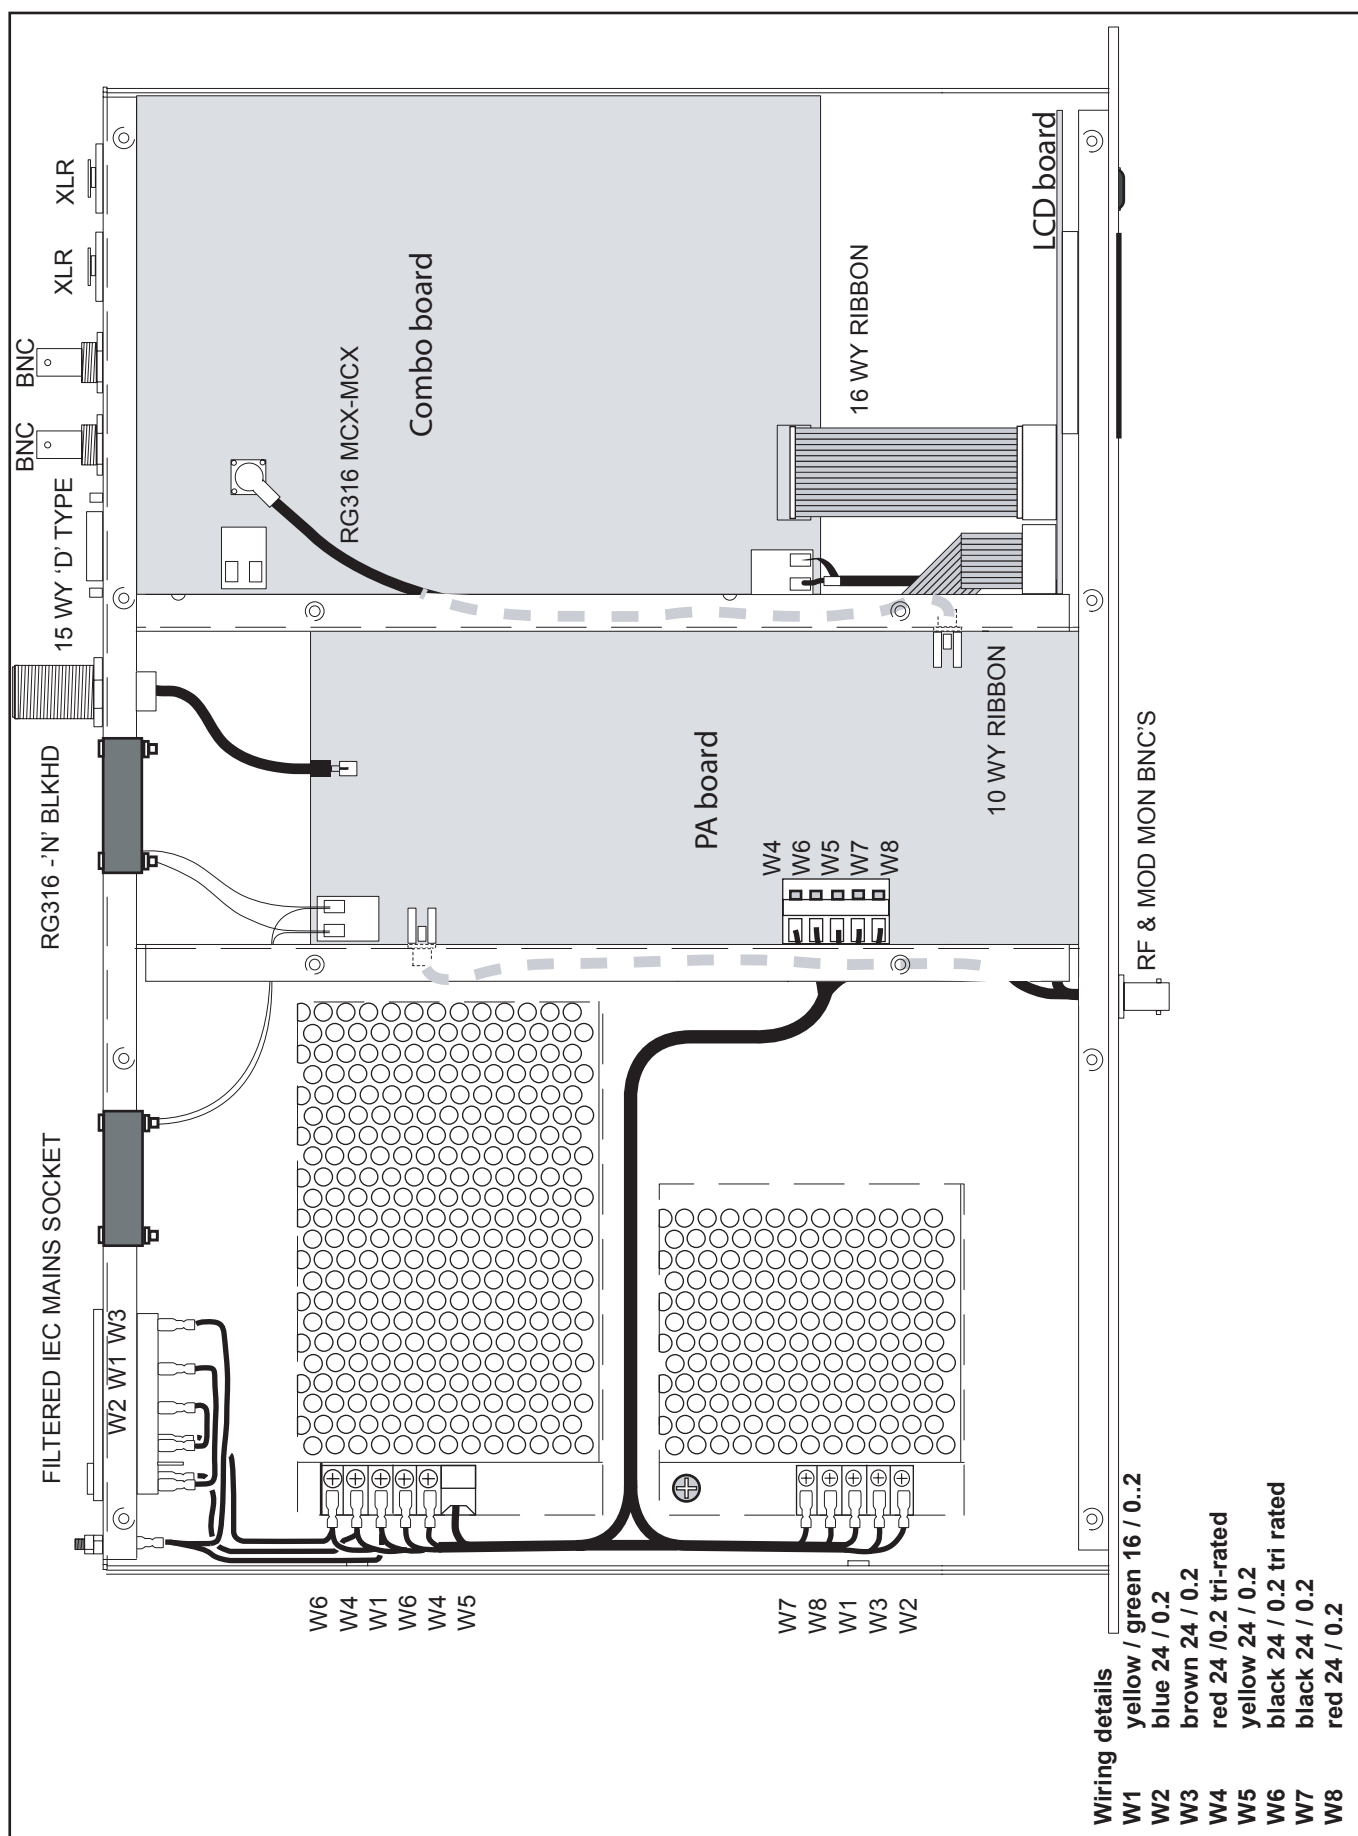 FILTERED IEC MAINS SOCKET
RG316 -'N' BLKHD
15 WY 'D' TYPE
BNC
BNC
XLR
XLR
W2 W1 W3
RG316 MCX-MCX
Combo board
16 WY RIBBON
LCD board
PA board
10 WY RIBBON
W4
W6
W5
W7
W8
RF & MOD MON BNC'S
W6
W4
W1
W6
W4
W5
W7
W8
W1
W3
W2
Wiring details
W1 yellow / green 16 / 0..2
W2 blue 24 / 0.2
W3 brown 24 / 0.2
W4 red 24 /0.2 tri-rated
W5 yellow 24 / 0.2
W6 black 24 / 0.2 tri rated
W7 black 24 / 0.2
W8 red 24 / 0.2